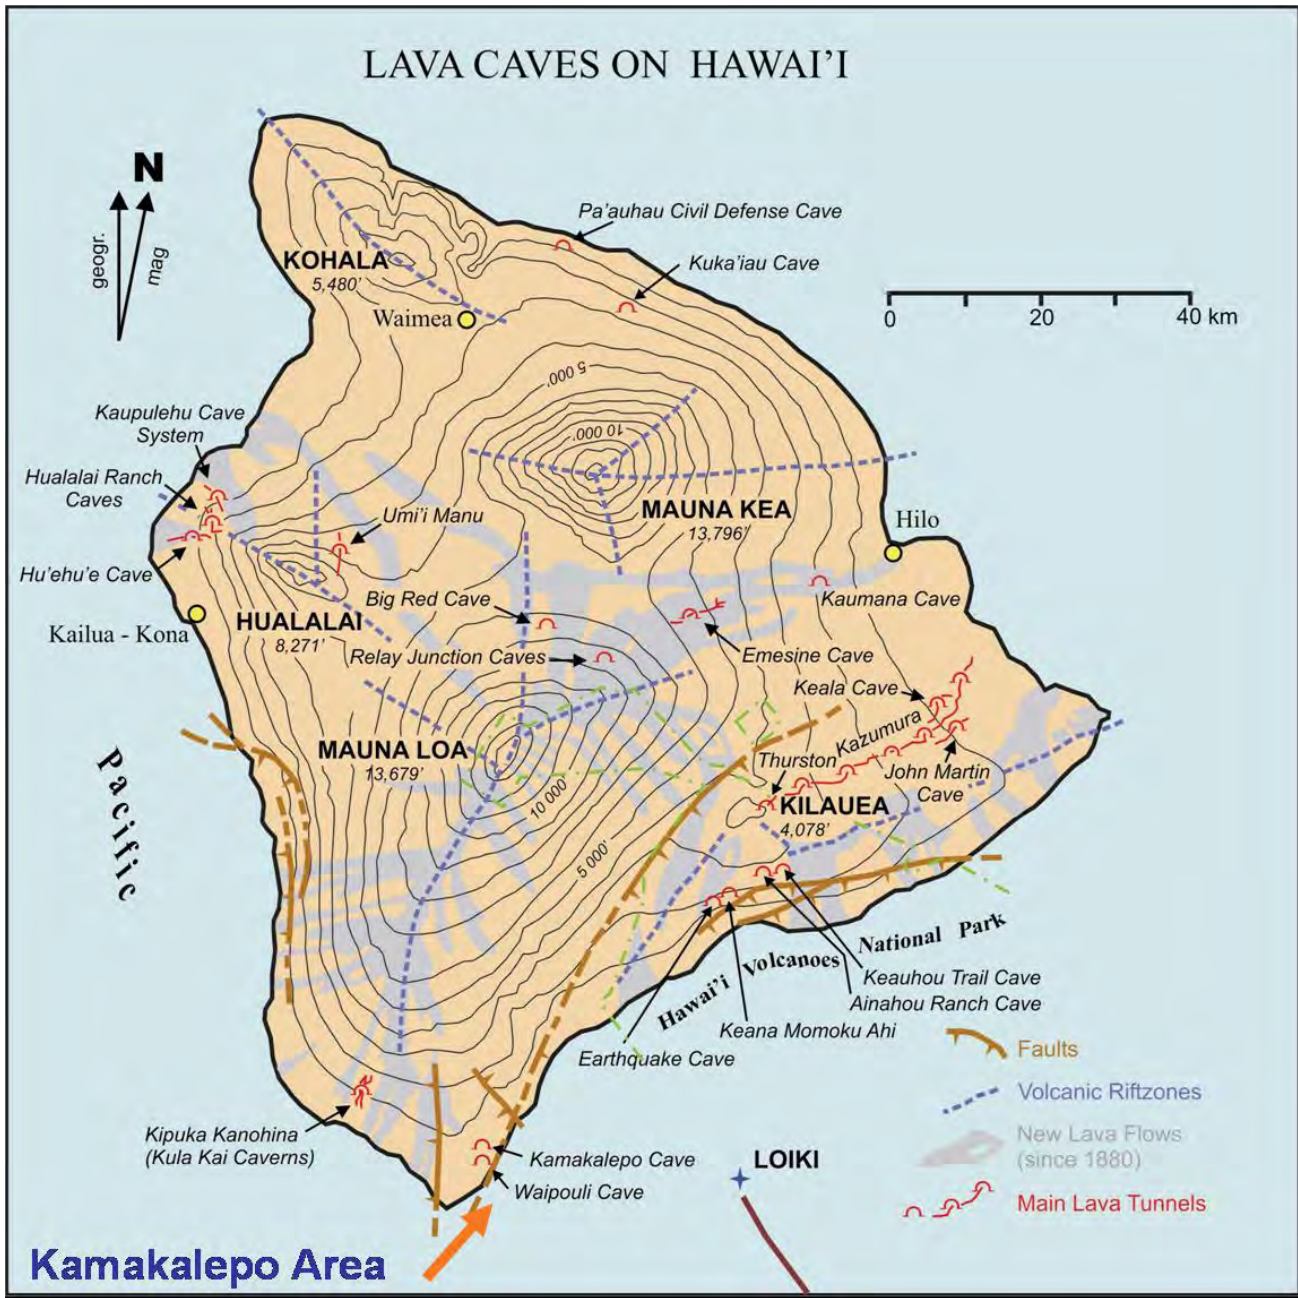 LAVA CAVES ON HAWAI'I
N
geogr.
mag
Pa'auhau Civil Defense Cave
Kuka'iau Cave
KOHALA
5,480'
Waimea
0 20 40 km
5 000'
10 000'
Kaupulehu Cave
System
Hualalai Ranch
Caves
Umi'i Manu
MAUNA KEA
13,796'
Hilo
Hu'ehu'e Cave
Big Red Cave
Kaumana Cave
HUALALAI
8,271'
Kailua - Kona
Relay Junction Caves
Emesine Cave
Keala Cave
Kazumura
MAUNA LOA
13,679'
Thurston
John Martin
Cave
Pacific
10 000
KILAUEA
4,078'
5 000'
Hawai'i Volcanoes National Park
Keauhou Trail Cave
Ainahou Ranch Cave
Keana Momoku Ahi
Earthquake Cave
Faults
Volcanic Riftzones
New Lava Flows
(since 1880)
Main Lava Tunnels
Kipuka Kanohina
(Kula Kai Caverns)
Kamakalepo Cave
Waipouli Cave
LOIKI
Kamakalepo Area